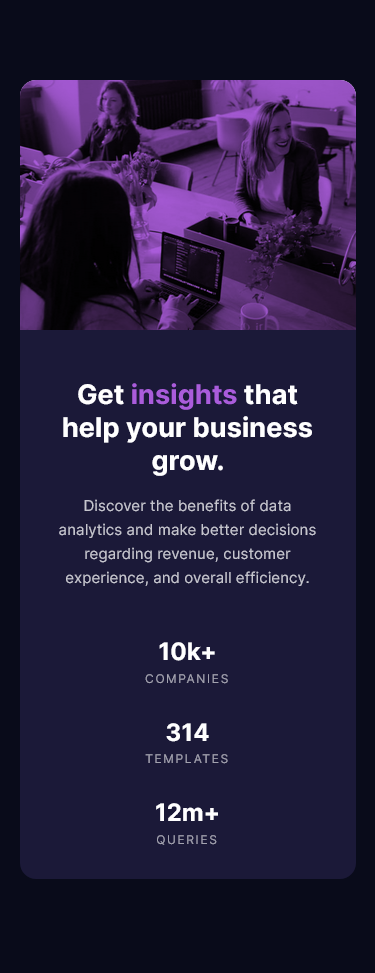 Get insights that
help your business
grow.
Discover the benefits of data
analytics and make better decisions
regarding revenue, customer
experience, and overall efficiency.
10k+
COMPANIES
314
TEMPLATES
12m+
QUERIES